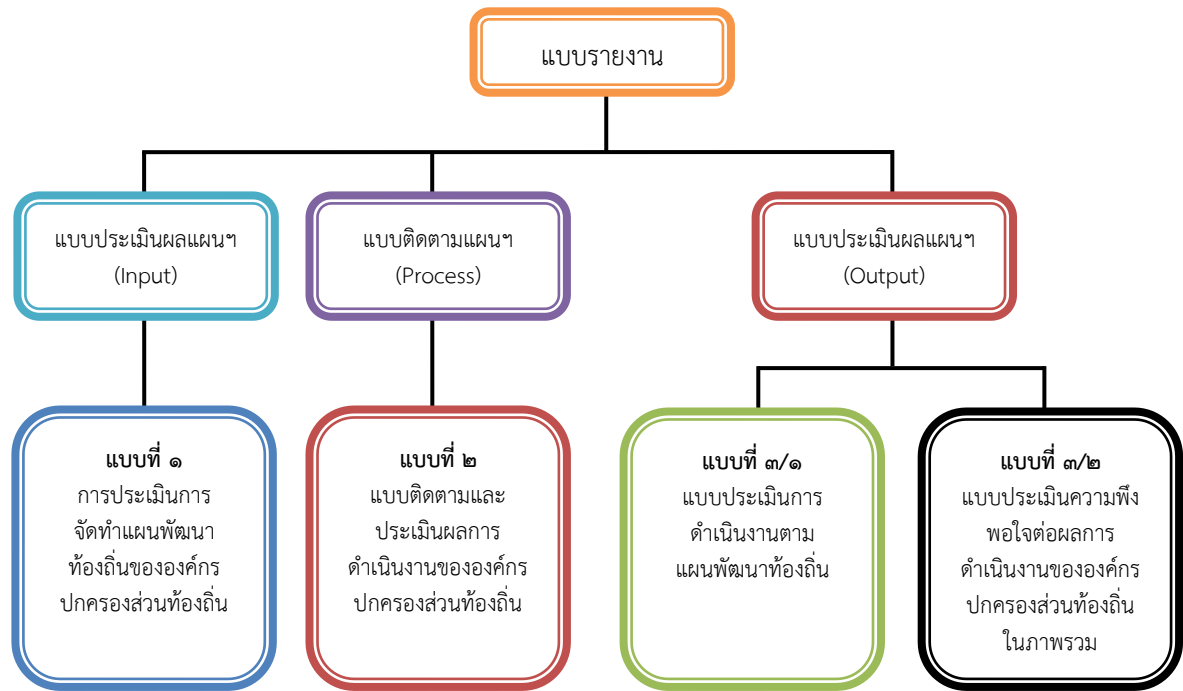 แบบรายงาน
แบบประเมินผลแผนฯ
(Input)
แบบติดตามแผนฯ
(Process)
แบบประเมินผลแผนฯ
(Output)
แบบที่ ๑
การประเมินการ
จัดทำแผนพัฒนา
ท้องถิ่นขององค์กร
ปกครองส่วนท้องถิ่น
แบบที่ ๒
แบบติดตามและ
ประเมินผลการ
ดำเนินงานขององค์กร
ปกครองส่วนท้องถิ่น
แบบที่ ๓/๑
แบบประเมินการ
ดำเนินงานตาม
แผนพัฒนาท้องถิ่น
แบบที่ ๓/๒
แบบประเมินความพึง
พอใจต่อผลการ
ดำเนินงานขององค์กร
ปกครองส่วนท้องถิ่น
ในภาพรวม